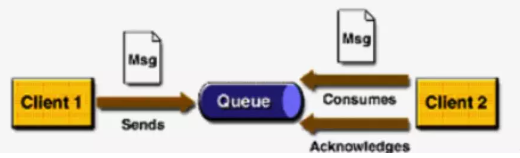 Msg
Msg
Client 1
Sends
Queue
Consumes
Client 2
Acknowledges